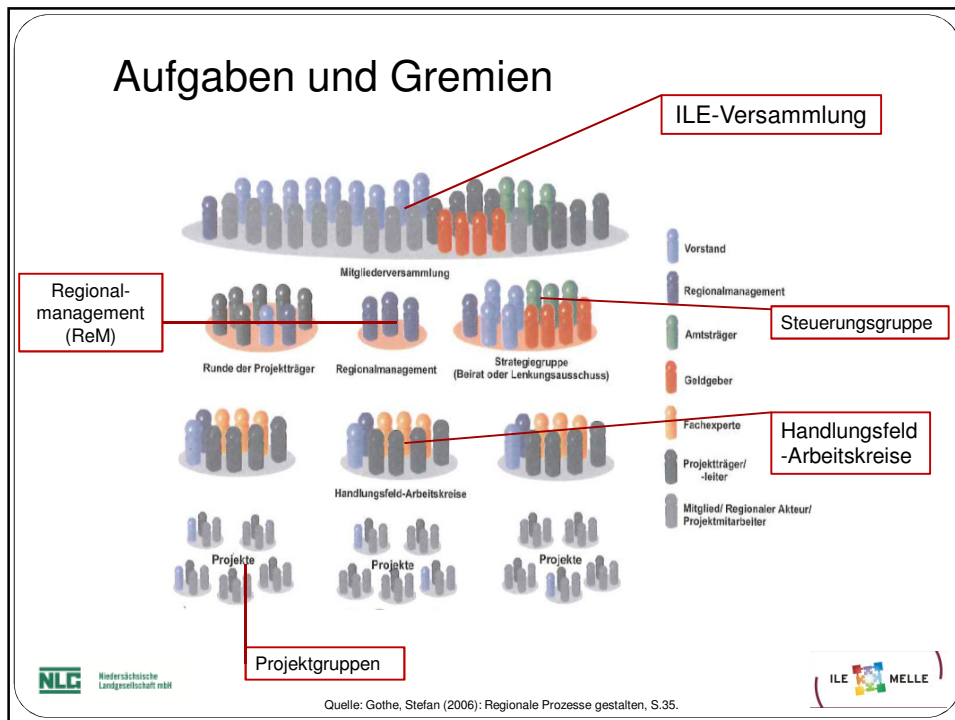 Aufgaben und Gremien
ILE-Versammlung
Mitgliederversammlung
Regional-
management
(ReM)
Runde der Projektträger
Regionalmanagement
Strategiegruppe
(Beirat oder Lenkungsausschuss)
Steuerungsgruppe
Vorstand
Regionalmanagement
Amtsträger
Geldgeber
Fachexperte
Projektträger/
-leiter
Mitglied/ Regionaler Akteur/
Projektmitarbeiter
Handlungsfeld
-Arbeitskreise
Handlungsfeld-Arbeitskreise
Projekte
Projekte
Projekte
Projektgruppen
NLG
Niedersächsische
Landgesellschaft mbH
Quelle: Gothe, Stefan (2006): Regionale Prozesse gestalten, S.35.
ILE MELLE